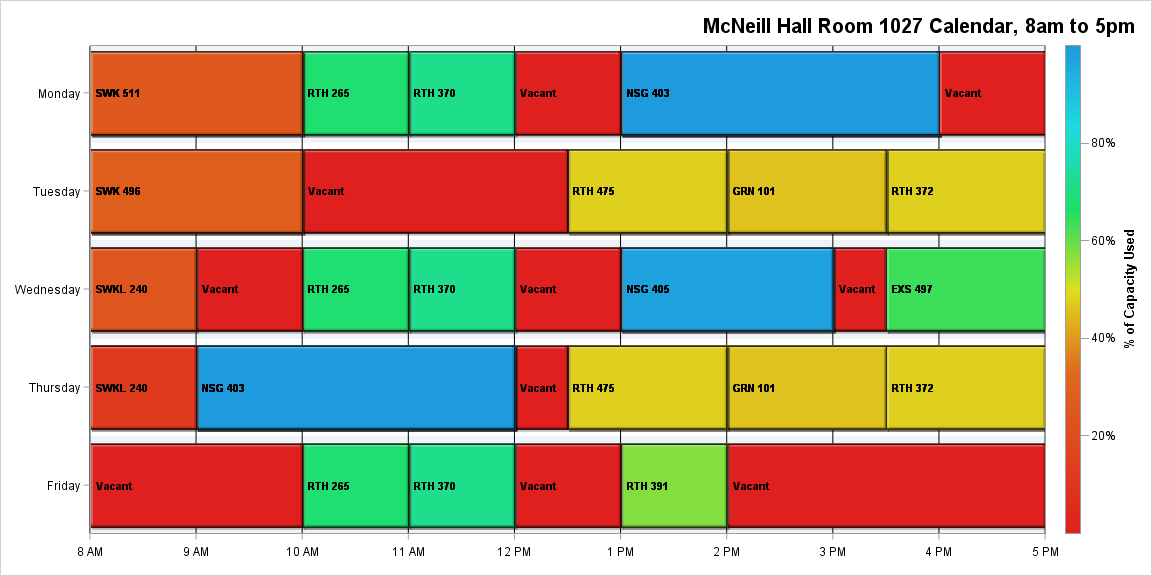 McNeill Hall Room 1027 Calendar, 8am to 5pm
Monday
SWK 511
RTH 265
RTH 370
Vacant
NSG 403
Vacant
Tuesday
SWK 496
Vacant
RTH 475
GRN 101
RTH 372
Wednesday
SWKL 240
Vacant
RTH 265
RTH 370
Vacant
NSG 405
Vacant
EXS 497
Thursday
SWKL 240
NSG 403
Vacant
RTH 475
GRN 101
RTH 372
Friday
Vacant
RTH 265
RTH 370
Vacant
RTH 391
Vacant
8 AM
9 AM
10 AM
11 AM
12 PM
1 PM
2 PM
3 PM
4 PM
5 PM
80%
60%
40%
20%
% of Capacity Used